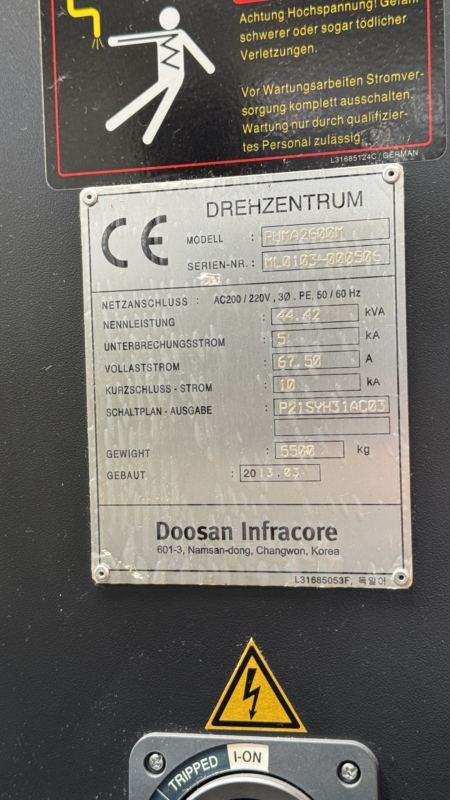 Achtung Hochspannung! Gefahr
schwerer oder sogar tödlicher
Verletzungen.
Vor Wartungsarbeiten Stromver-
sorgung komplett ausschalten.
Wartung nur durch qualifizier-
tes Personal zulässig.
L31685124C / GERMAN
CE
DREHZENTRUM
MODELL : PUMA2600M
SERIEN-NR. : ML0103-000506
NETZANSCHLUSS : AC200 / 220V , 3Ø . PE, 50 / 60 Hz
NENNLEISTUNG : 44.42 kVA
UNTERBRECHUNGSSTROM : 5 kA
VOLLASTSTROM : 67.50 A
KURZSCHLUSS - STROM : 10 kA
SCHALTPLAN - AUSGABE : P21SYH31AC03
GEWIGHT : 5500 kg
GEBAUT : 2013.03
Doosan Infracore
601-3, Namsan-dong, Changwon, Korea
L31685053F, 독일어
TRIPPED
I-ON